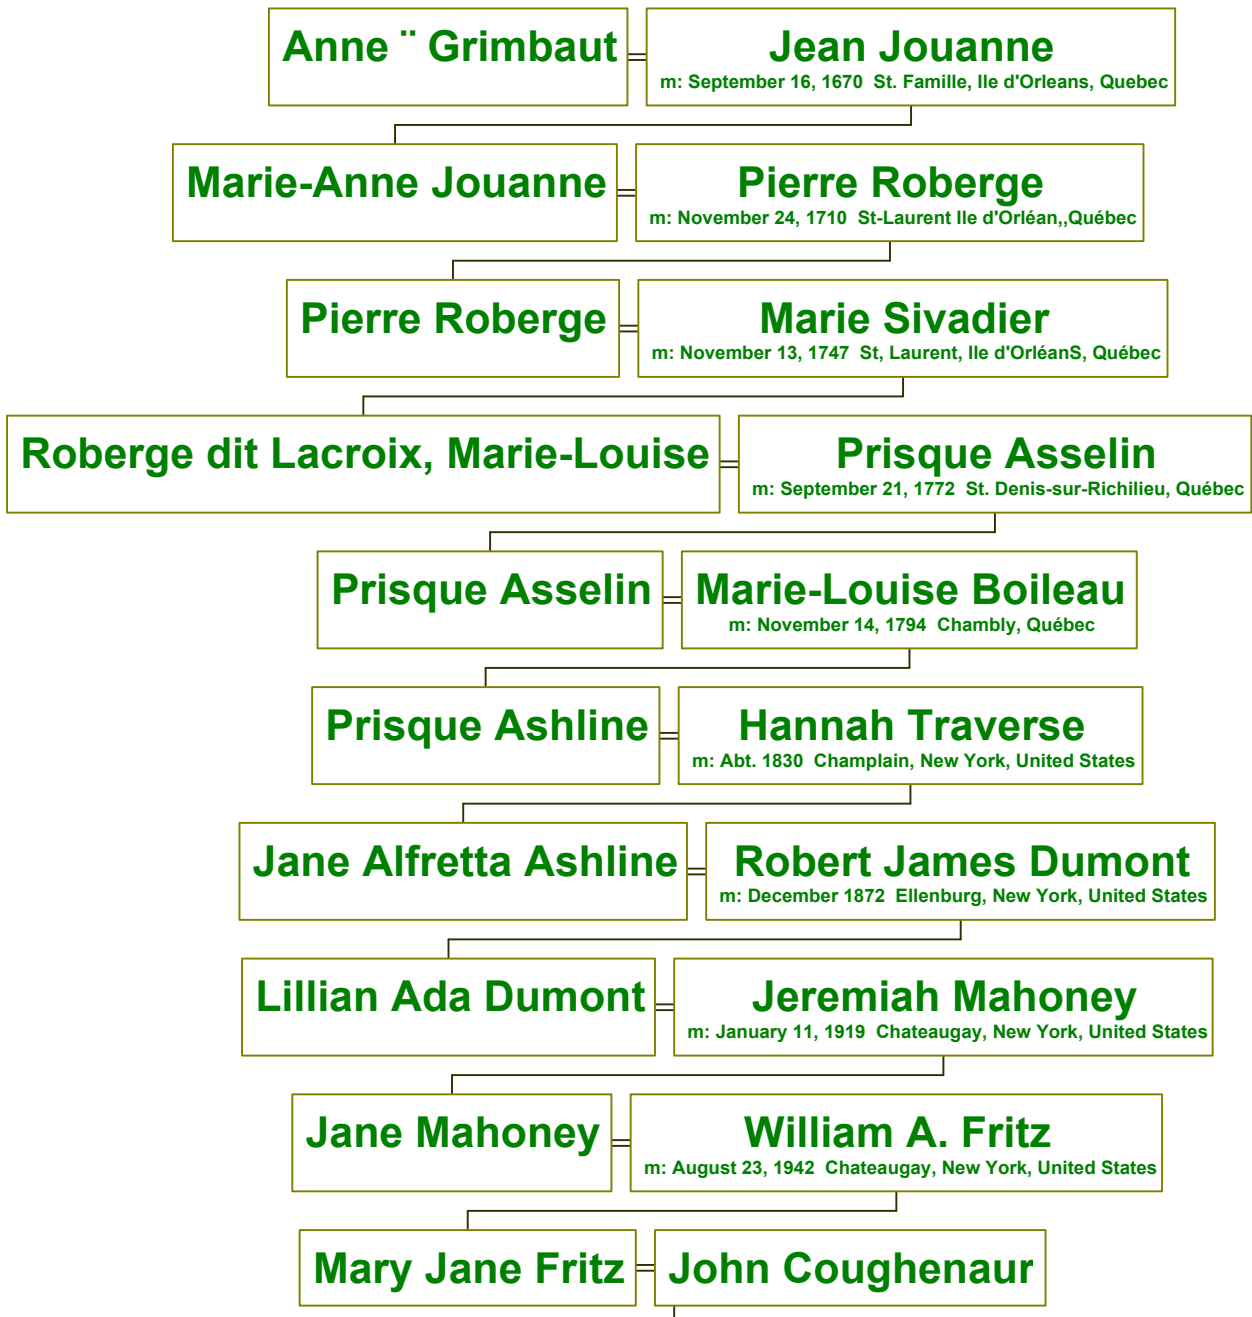 Anne ¨ Grimbaut
Jean Jouanne
m: September 16, 1670 St. Famille, Ile d'Orleans, Quebec
Marie-Anne Jouanne
Pierre Roberge
m: November 24, 1710 St-Laurent Ile d'Orléan,,Québec
Pierre Roberge
Marie Sivadier
m: November 13, 1747 St, Laurent, Ile d'OrléanS, Québec
Roberge dit Lacroix, Marie-Louise
Prisque Asselin
m: September 21, 1772 St. Denis-sur-Richilieu, Québec
Prisque Asselin
Marie-Louise Boileau
m: November 14, 1794 Chambly, Québec
Prisque Ashline
Hannah Traverse
m: Abt. 1830 Champlain, New York, United States
Jane Alfretta Ashline
Robert James Dumont
m: December 1872 Ellenburg, New York, United States
Lillian Ada Dumont
Jeremiah Mahoney
m: January 11, 1919 Chateaugay, New York, United States
Jane Mahoney
William A. Fritz
m: August 23, 1942 Chateaugay, New York, United States
Mary Jane Fritz
John Coughenaur